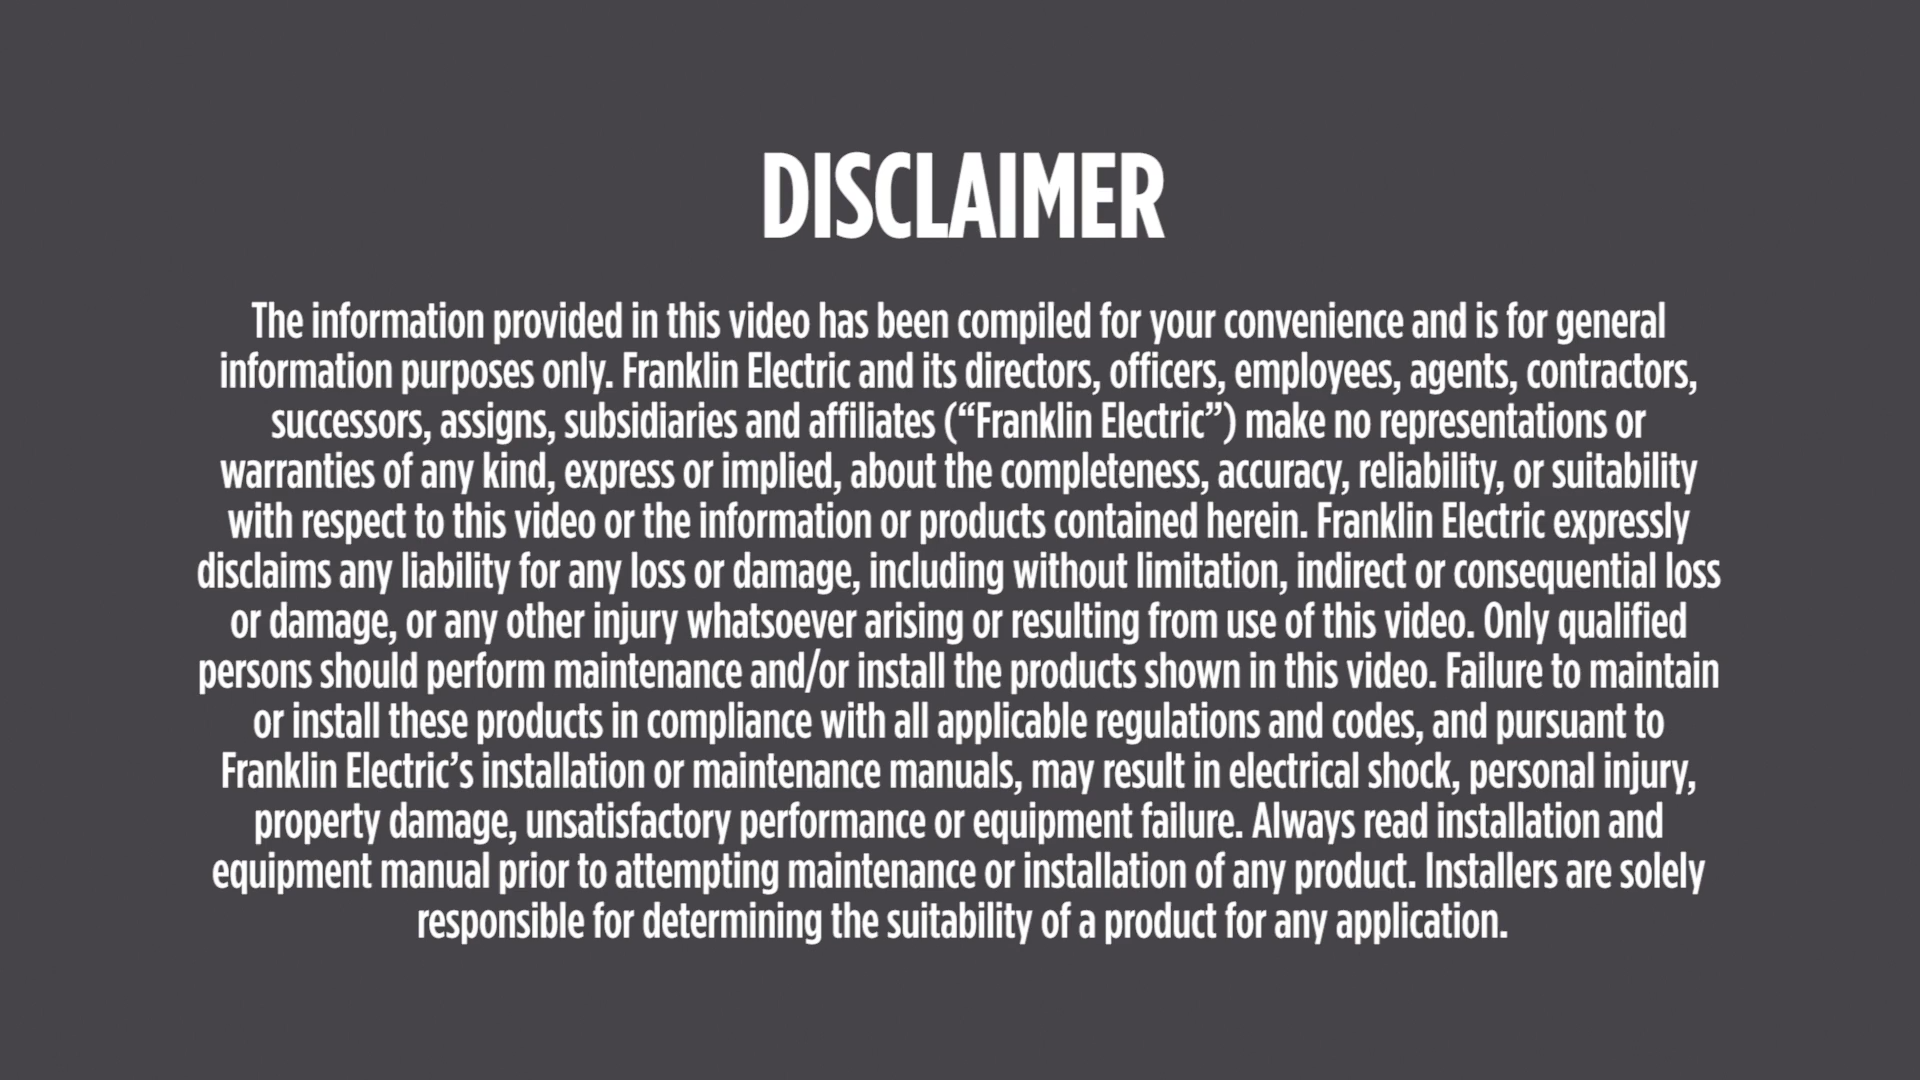 DISCLAIMER
The information provided in this video has been compiled for your convenience and is for general
information purposes only. Franklin Electric and its directors, officers, employees, agents, contractors,
successors, assigns, subsidiaries and affiliates (“Franklin Electric”) make no representations or
warranties of any kind, express or implied, about the completeness, accuracy, reliability, or suitability
with respect to this video or the information or products contained herein. Franklin Electric expressly
disclaims any liability for any loss or damage, including without limitation, indirect or consequential loss
or damage, or any other injury whatsoever arising or resulting from use of this video. Only qualified
persons should perform maintenance and/or install the products shown in this video. Failure to maintain
or install these products in compliance with all applicable regulations and codes, and pursuant to
Franklin Electric’s installation or maintenance manuals, may result in electrical shock, personal injury,
property damage, unsatisfactory performance or equipment failure. Always read installation and
equipment manual prior to attempting maintenance or installation of any product. Installers are solely
responsible for determining the suitability of a product for any application.